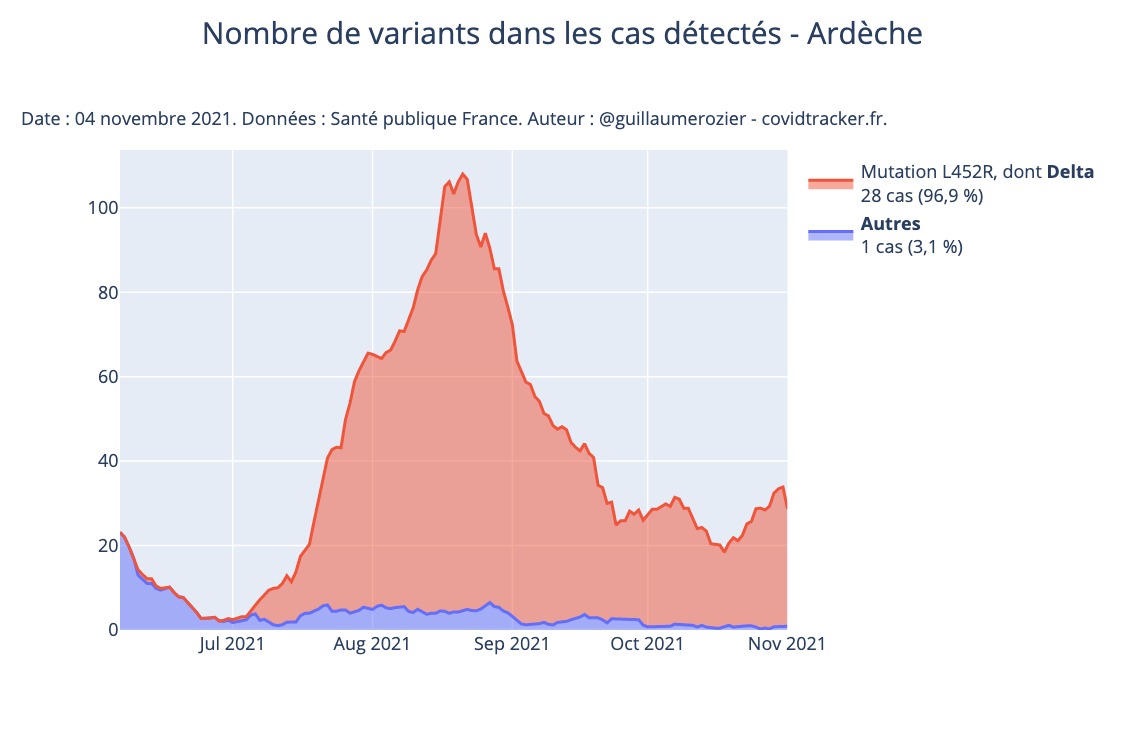 Nombre de variants dans les cas détectés - Ardèche
Date : 04 novembre 2021. Données : Santé publique France. Auteur : @guillaumerozier - covidtracker.fr.
Mutation L452R, dont Delta
28 cas (96,9 %)
Autres
1 cas (3,1 %)
100
80
60
40
20
0
Jul 2021
Aug 2021
Sep 2021
Oct 2021
Nov 2021